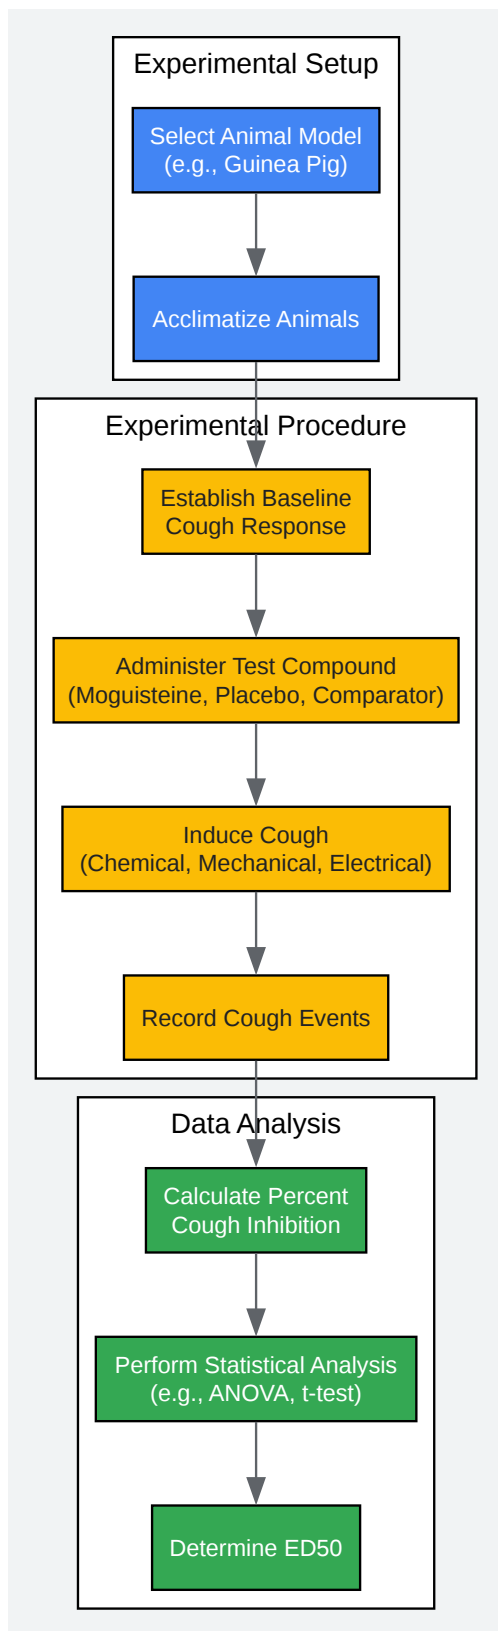 Experimental Setup
Select Animal Model
(e.g., Guinea Pig)
Acclimatize Animals
Experimental Procedure
Establish Baseline
Cough Response
Administer Test Compound
(Moguisteine, Placebo, Comparator)
Induce Cough
(Chemical, Mechanical, Electrical)
Record Cough Events
Data Analysis
Calculate Percent
Cough Inhibition
Perform Statistical Analysis
(e.g., ANOVA, t-test)
Determine ED50